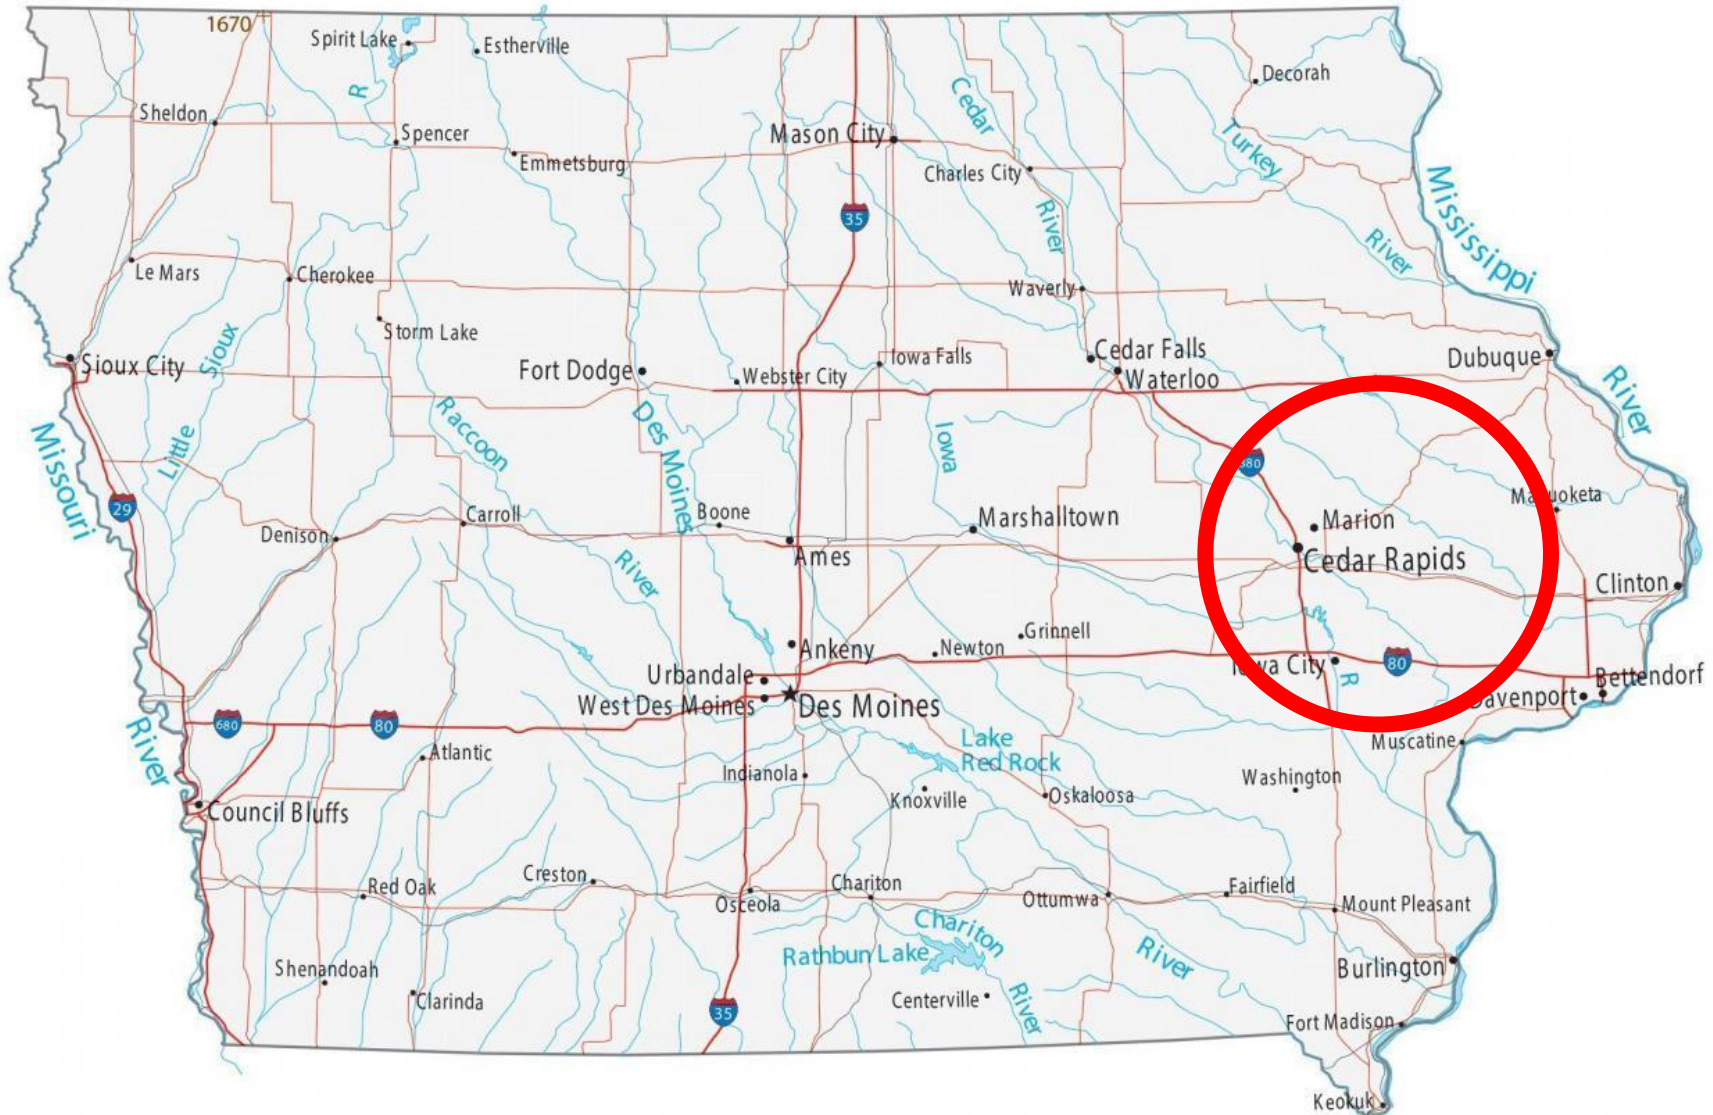 1670
Spirit Lake
Estherville
Decorah
R
Cedar
Sheldon
Spencer
Mason City
Turkey
Emmetsburg
Charles City
Mississippi
35
River
River
Le Mars
Cherokee
Waverly
Storm Lake
Sioux
Sioux City
Fort Dodge
Webster City
Iowa Falls
Cedar Falls
Waterloo
Dubuque
River
Raccoon
Des Moines
Iowa
Little
Missouri
380
29
Maquoketa
Carroll
Boone
Marshalltown
Marion
Denison
Ames
Cedar Rapids
River
Clinton
Ankeny
Newton
Grinnell
Urbandale
Iowa City
80
R
Bettendorf
West Des Moines
Des Moines
Davenport
River
680
80
Atlantic
Lake
Red Rock
Muscatine
Indianola
Washington
Knoxville
Oskaloosa
Council Bluffs
Red Oak
Creston
Osceola
Chariton
Ottumwa
Fairfield
Mount Pleasant
Chariton
Rathbun Lake
River
Shenandoah
Clarinda
Centerville
River
Burlington
35
Fort Madison
Keokuk